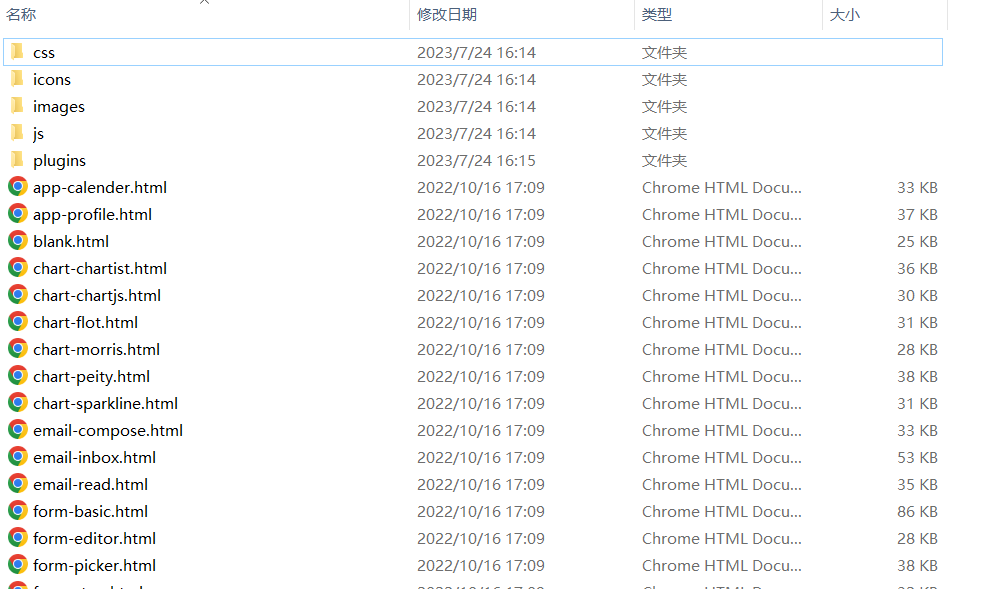 名称 修改日期 类型 大小
css 2023/7/24 16:14 文件夹
icons 2023/7/24 16:14 文件夹
images 2023/7/24 16:14 文件夹
js 2023/7/24 16:14 文件夹
plugins 2023/7/24 16:15 文件夹
app-calender.html 2022/10/16 17:09 Chrome HTML Docu... 33 KB
app-profile.html 2022/10/16 17:09 Chrome HTML Docu... 37 KB
blank.html 2022/10/16 17:09 Chrome HTML Docu... 25 KB
chart-chartist.html 2022/10/16 17:09 Chrome HTML Docu... 36 KB
chart-chartjs.html 2022/10/16 17:09 Chrome HTML Docu... 30 KB
chart-flot.html 2022/10/16 17:09 Chrome HTML Docu... 31 KB
chart-morris.html 2022/10/16 17:09 Chrome HTML Docu... 28 KB
chart-peity.html 2022/10/16 17:09 Chrome HTML Docu... 38 KB
chart-sparkline.html 2022/10/16 17:09 Chrome HTML Docu... 31 KB
email-compose.html 2022/10/16 17:09 Chrome HTML Docu... 33 KB
email-inbox.html 2022/10/16 17:09 Chrome HTML Docu... 53 KB
email-read.html 2022/10/16 17:09 Chrome HTML Docu... 35 KB
form-basic.html 2022/10/16 17:09 Chrome HTML Docu... 86 KB
form-editor.html 2022/10/16 17:09 Chrome HTML Docu... 28 KB
form-picker.html 2022/10/16 17:09 Chrome HTML Docu... 38 KB